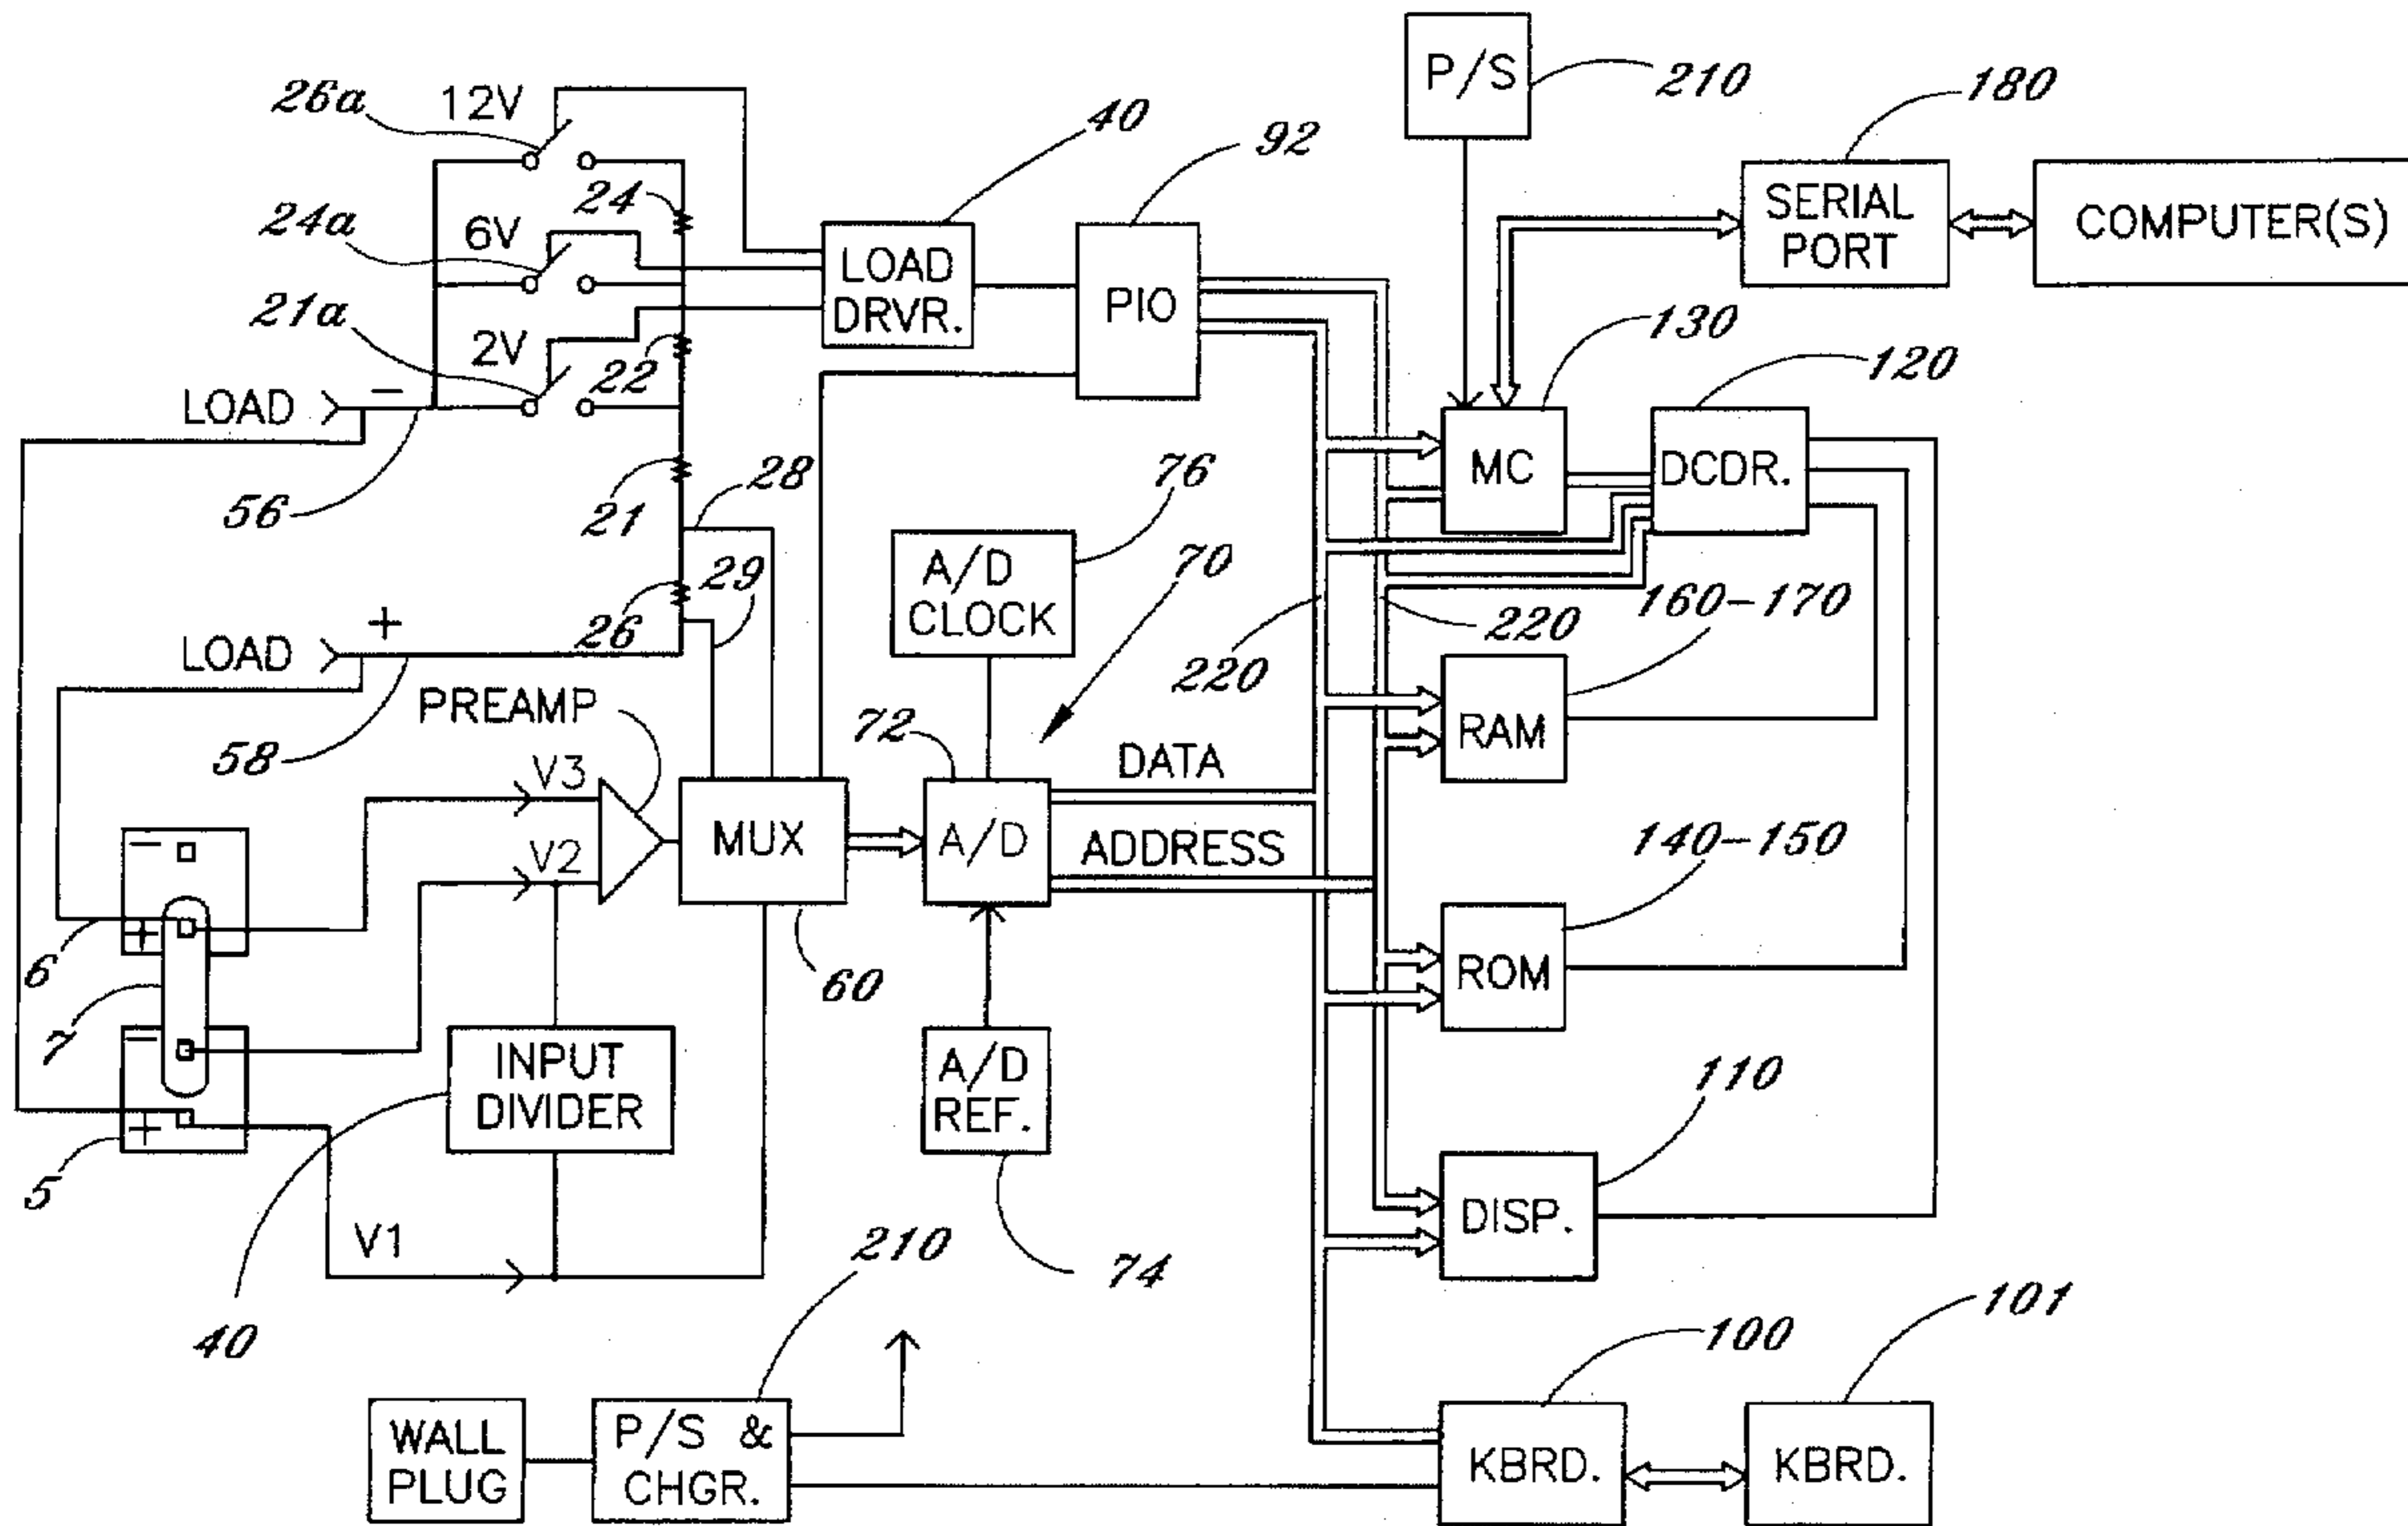 P/S
210
180
12V
26a
40
92
SERIAL
PORT
COMPUTER(S)
24
6V
24a
LOAD
DRVR.
PIO
21a
2V
22
130
120
LOAD
−
MC
DCDR.
56
21
28
76
70
A/D
CLOCK
29
26
160−170
220
220
LOAD
+
58
PREAMP
RAM
V3
V2
72
DATA
MUX
A/D
ADDRESS
140−150
−
+
6
7
60
ROM
−
+
5
INPUT
DIVIDER
A/D
REF.
110
DISP.
V1
40
210
74
100
101
WALL
PLUG
P/S &
CHGR.
KBRD.
KBRD.